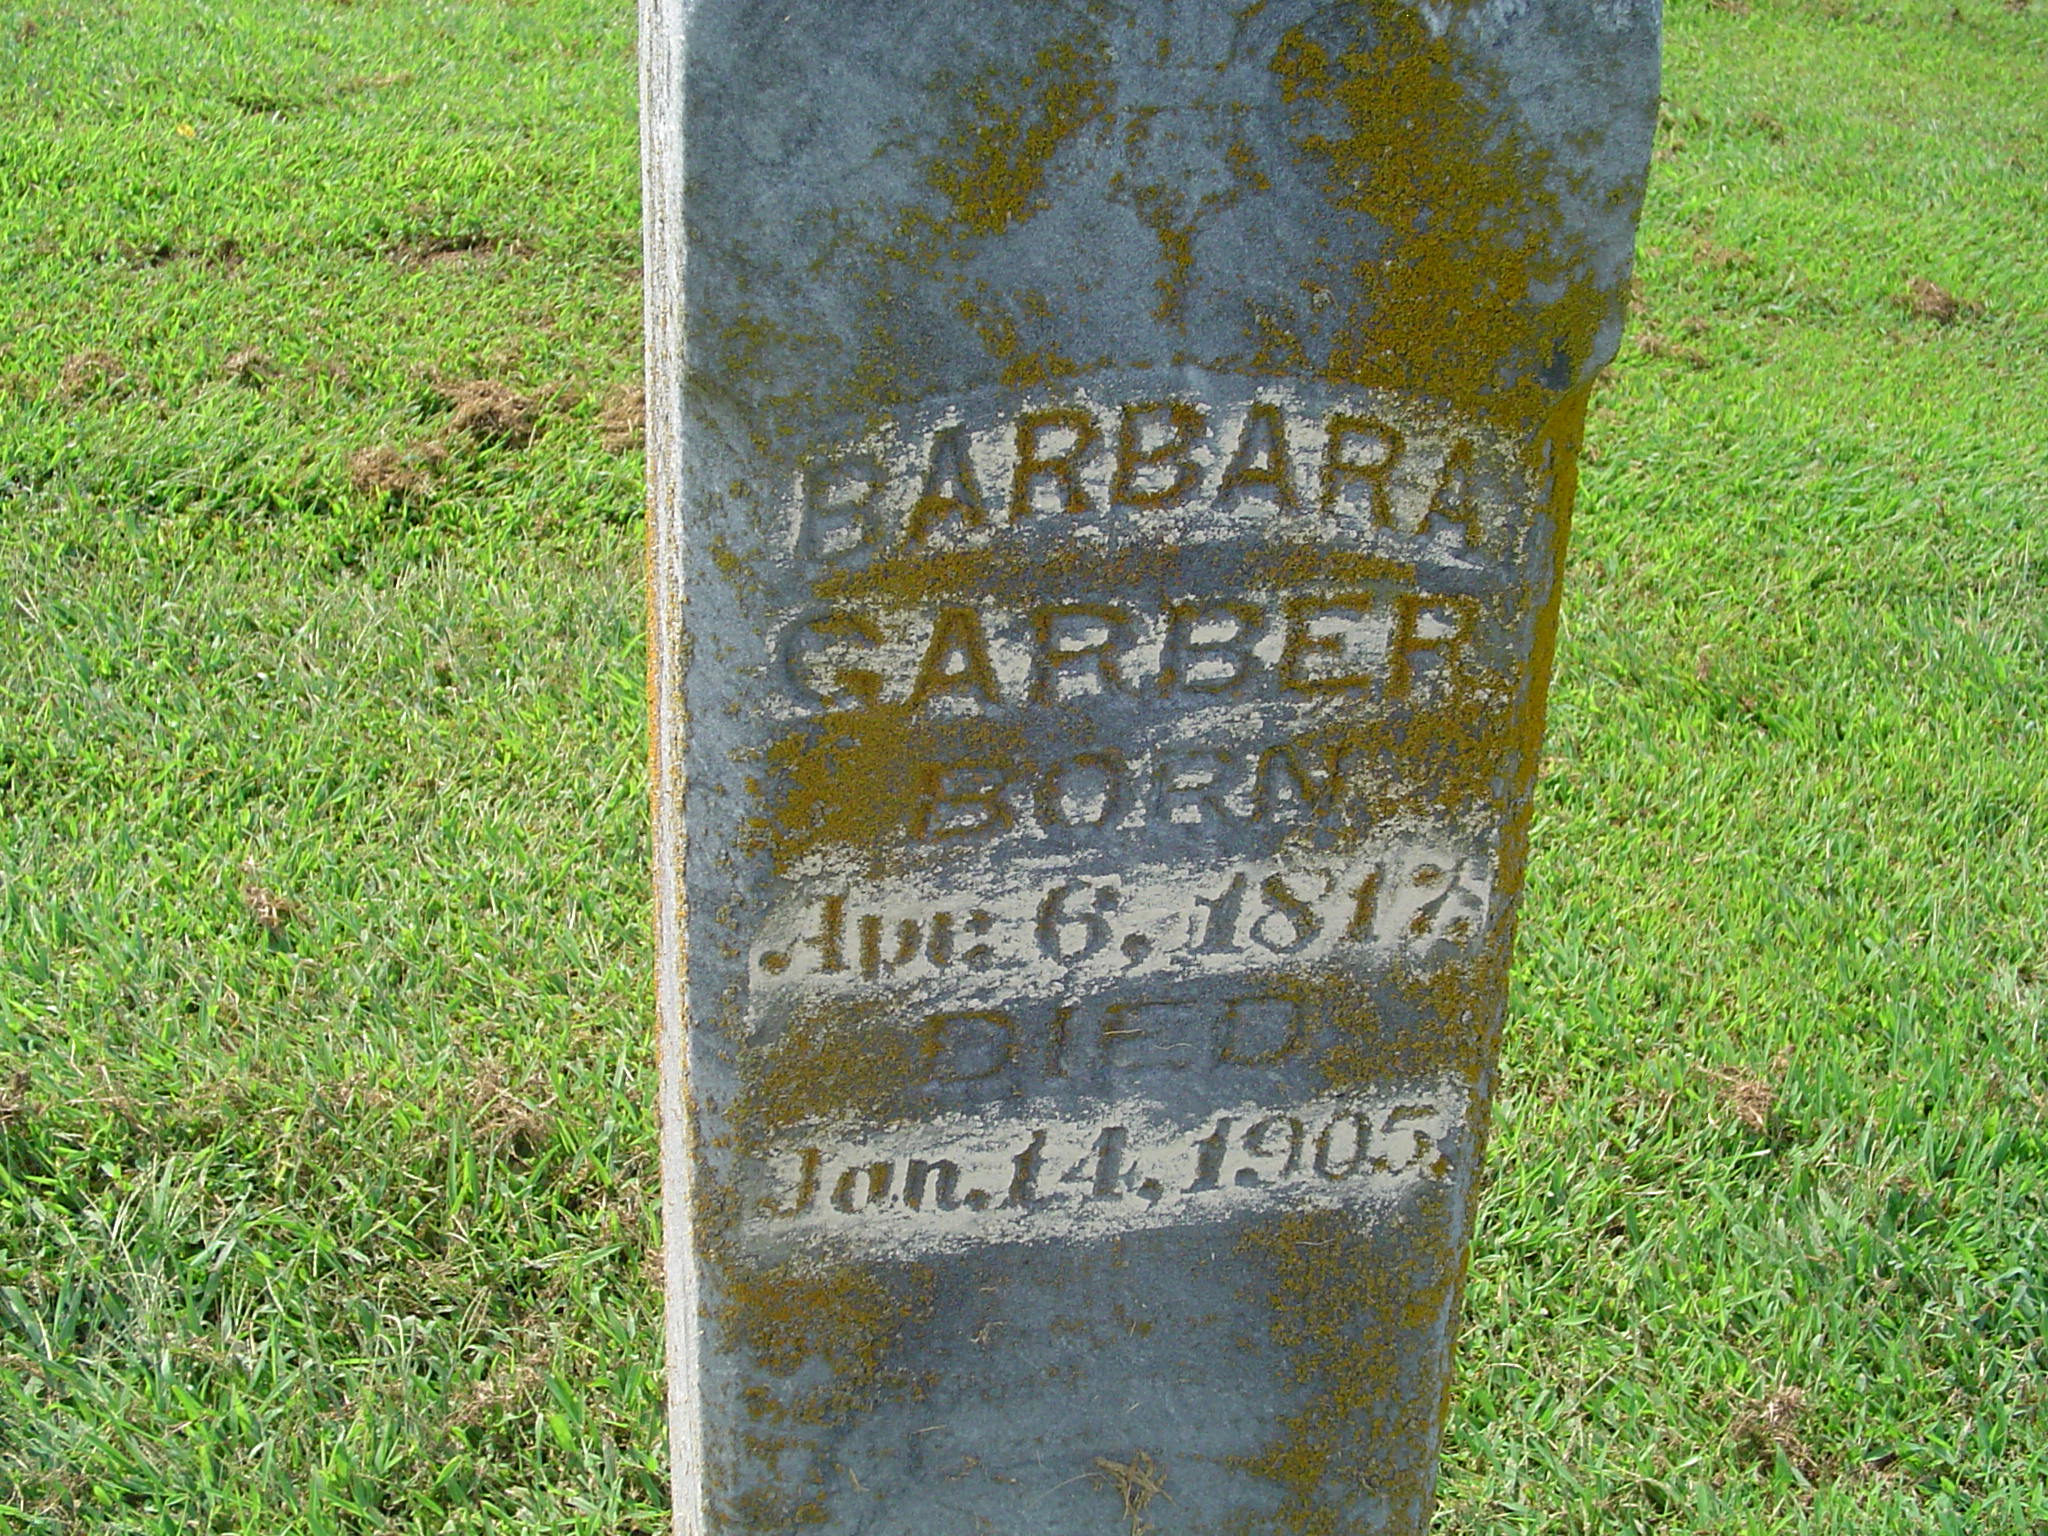 BARBARA
GARBER
BORN
Apr. 6, 1817.
DIED
Jan. 14, 1905.